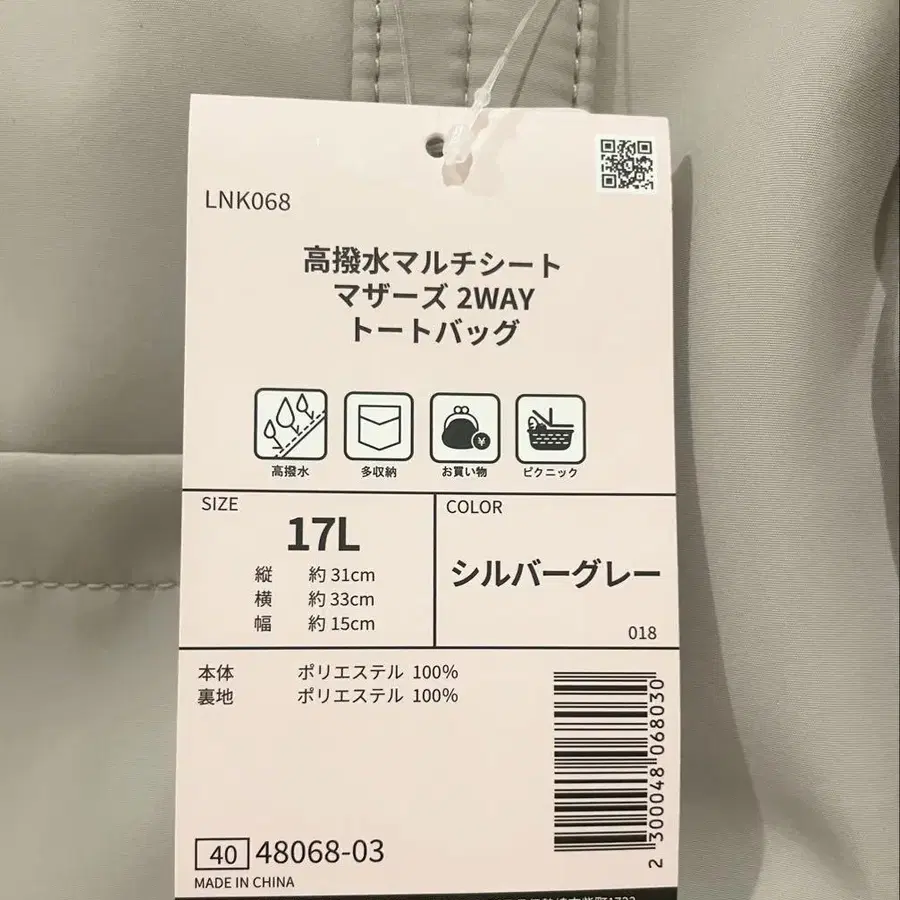 LNK068
高撥水マルチシート
マザーズ 2WAY
トートバッグ
高撥水
多収納
お買い物
ピクニック
SIZE
17L
縦 約31cm
横 約33cm
幅 約15cm
COLOR
シルバーグレー
018
本体 ポリエステル 100%
裏地 ポリエステル 100%
2 300048 068030
40 48068-03
MADE IN CHINA